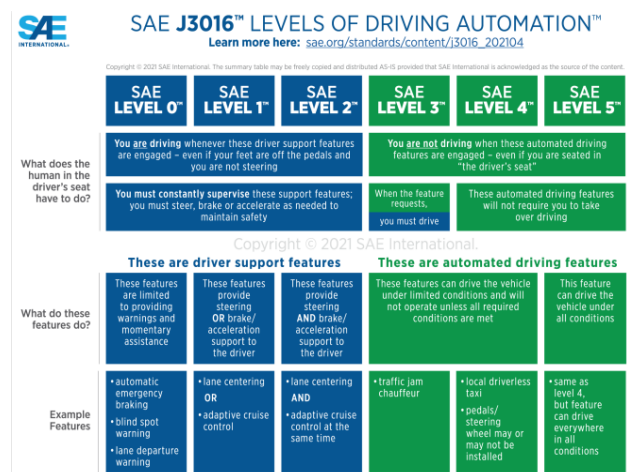 SAE
INTERNATIONAL®
SAE J3016™ LEVELS OF DRIVING AUTOMATION™
Learn more here: sae.org/standards/content/j3016_202104
Copyright © 2021 SAE International. The summary table may be freely copied and distributed AS-IS provided that SAE International is acknowledged as the source of the content.
SAE
LEVEL 0™
SAE
LEVEL 1™
SAE
LEVEL 2™
SAE
LEVEL 3™
SAE
LEVEL 4™
SAE
LEVEL 5™
What does the
human in the
driver's seat
have to do?
You are driving whenever these driver support features
are engaged – even if your feet are off the pedals and
you are not steering
You are not driving when these automated driving
features are engaged – even if you are seated in
"the driver's seat"
You must constantly supervise these support features;
you must steer, brake or accelerate as needed to
maintain safety
When the feature
requests,
you must drive
These automated driving features
will not require you to take
over driving
Copyright © 2021 SAE International.
These are driver support features
These are automated driving features
What do these
features do?
These features
are limited
to providing
warnings and
momentary
assistance
These features
provide
steering
OR brake/
acceleration
support to
the driver
These features
provide
steering
AND brake/
acceleration
support to
the driver
These features can drive the vehicle
under limited conditions and will
not operate unless all required
conditions are met
This feature
can drive the
vehicle under
all conditions
Example
Features
• automatic
emergency
braking
• blind spot
warning
• lane departure
warning
• lane centering
OR
• adaptive cruise
control
• lane centering
AND
• adaptive cruise
control at the
same time
• traffic jam
chauffeur
• local driverless
taxi
• pedals/
steering
wheel may or
may not be
installed
• same as
level 4,
but feature
can drive
everywhere
in all
conditions